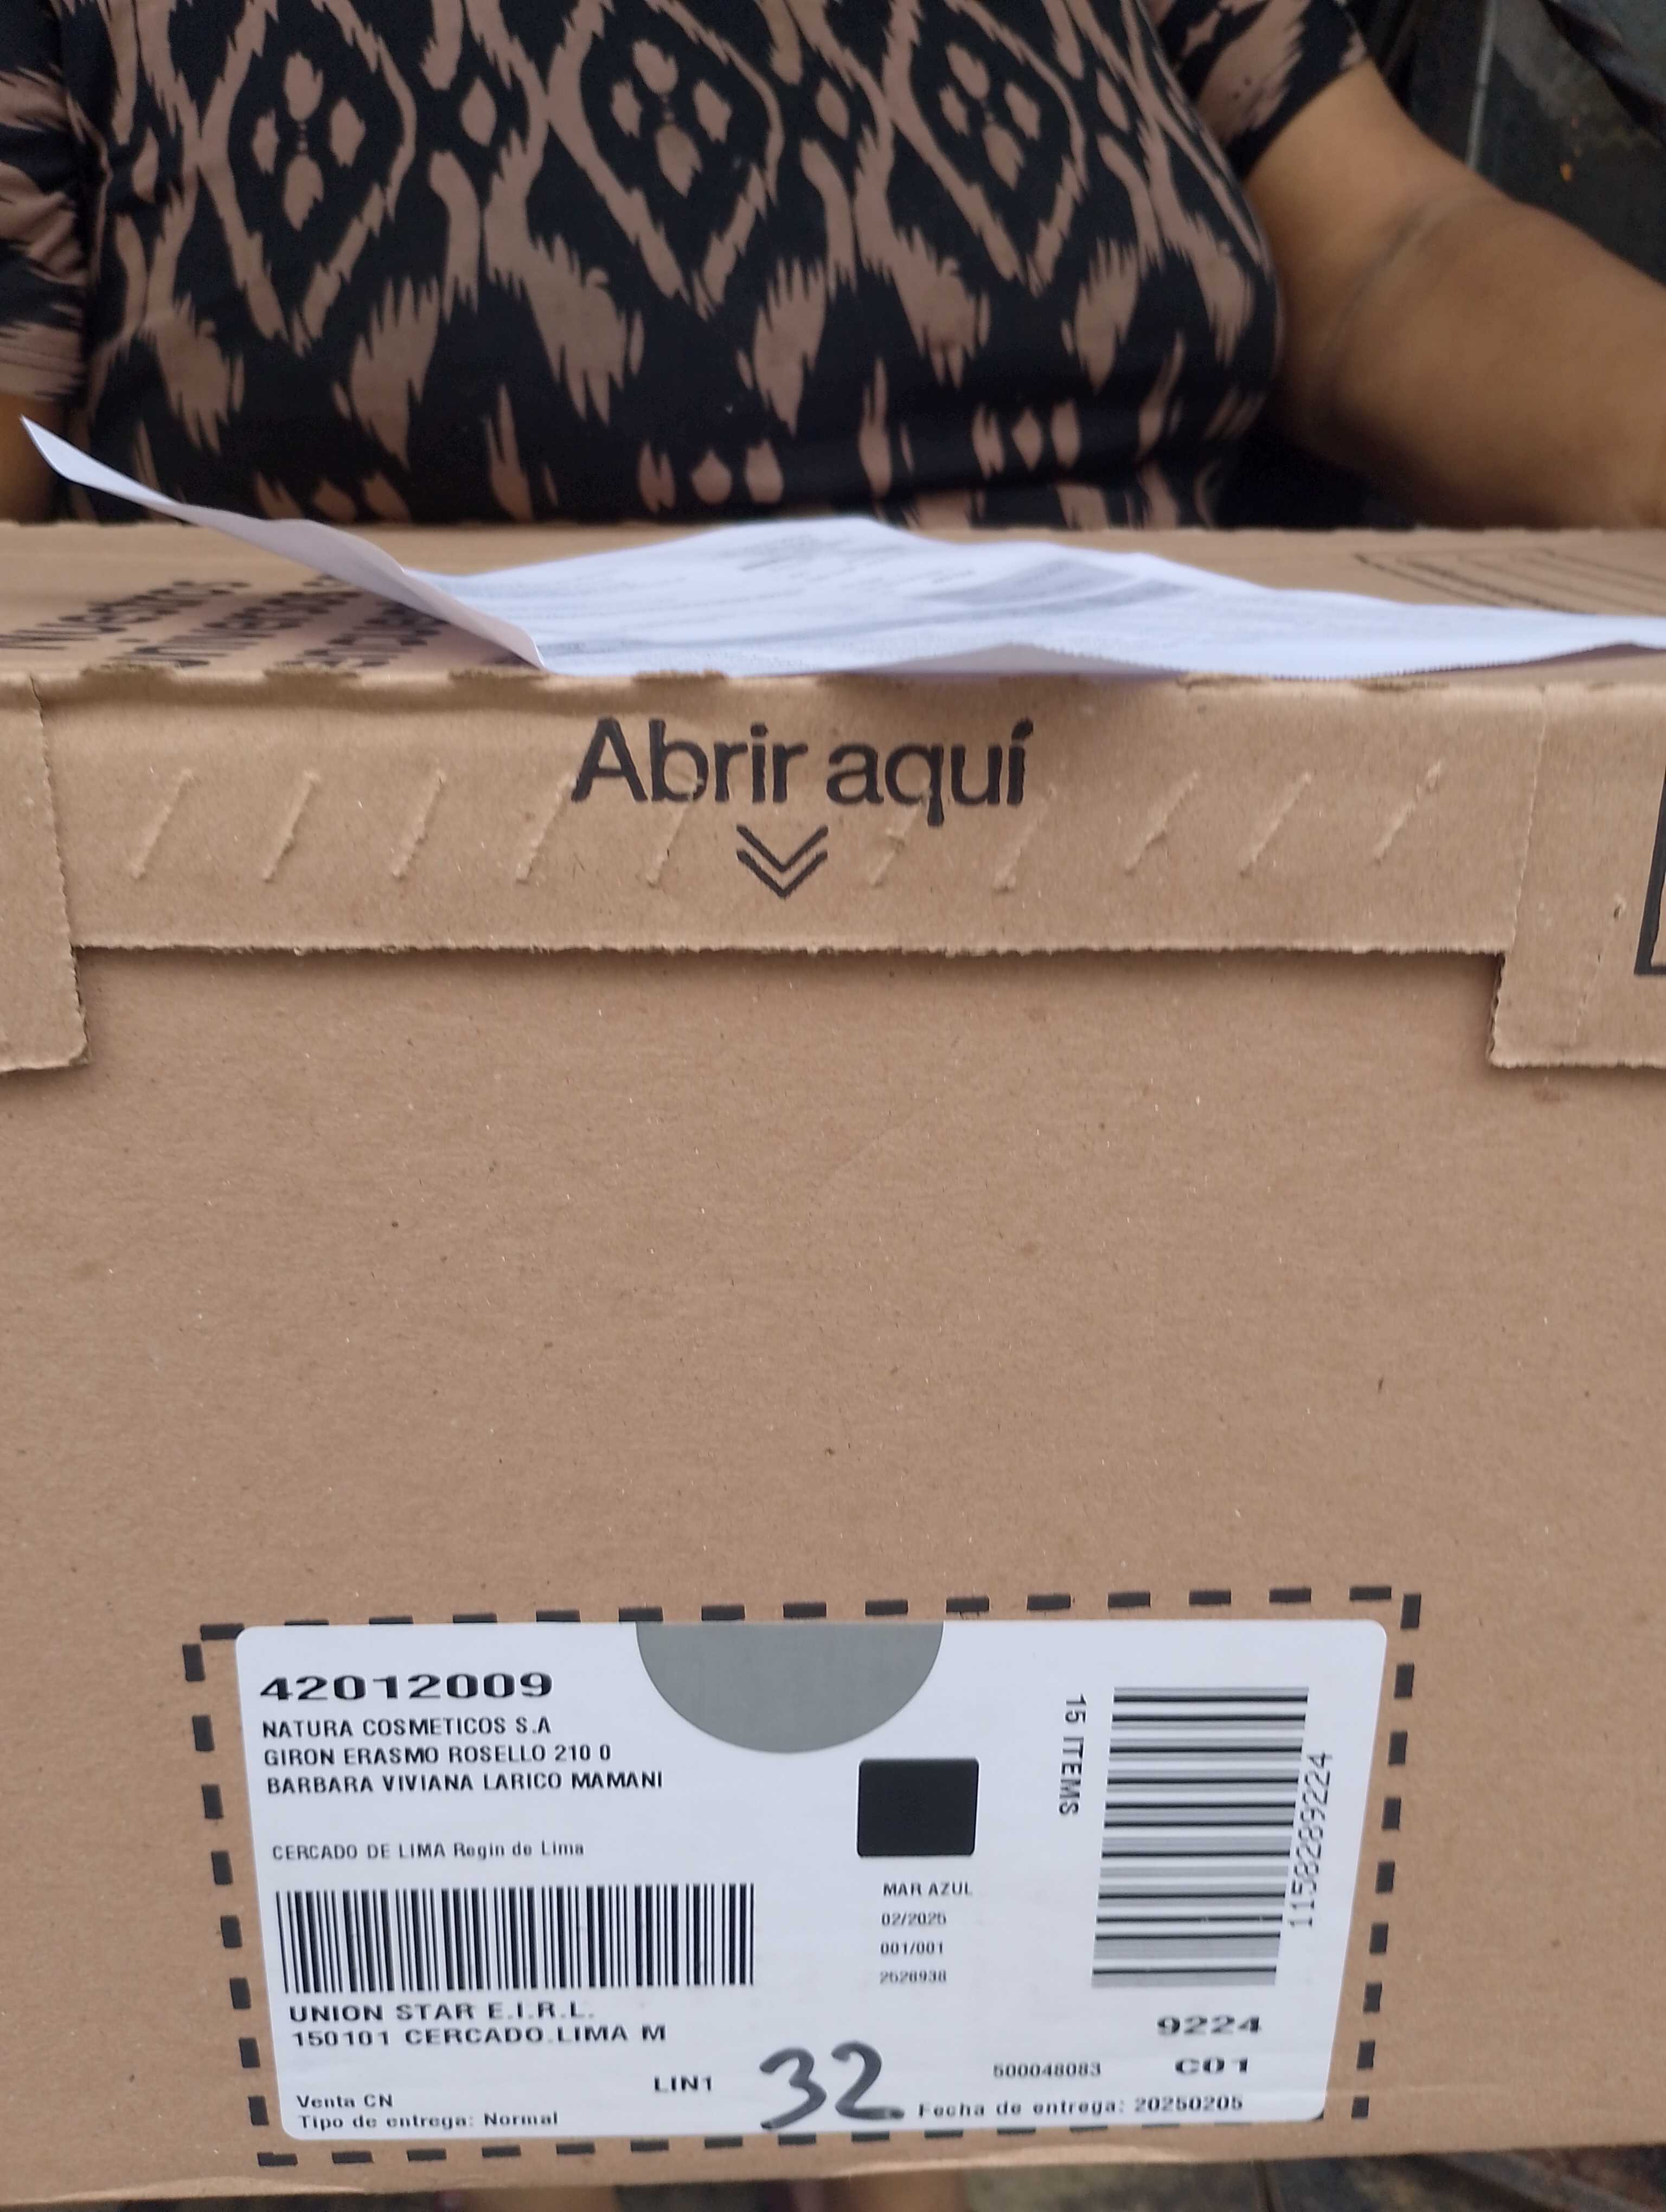 Abrir aquí
42012009
NATURA COSMETICOS S.A
GIRON ERASMO ROSELLO 210 0
BARBARA VIVIANA LARICO MAMANI
CERCADO DE LIMA Regin de Lima
UNION STAR E.I.R.L.
150101 CERCADO.LIMA M
LIN1
Venta CN
Tipo de entrega: Normal
32
MAR AZUL
02/2025
001/001
2528938
15 ITEMS
1158289224
9224
500048083
C01
Fecha de entrega: 20250205